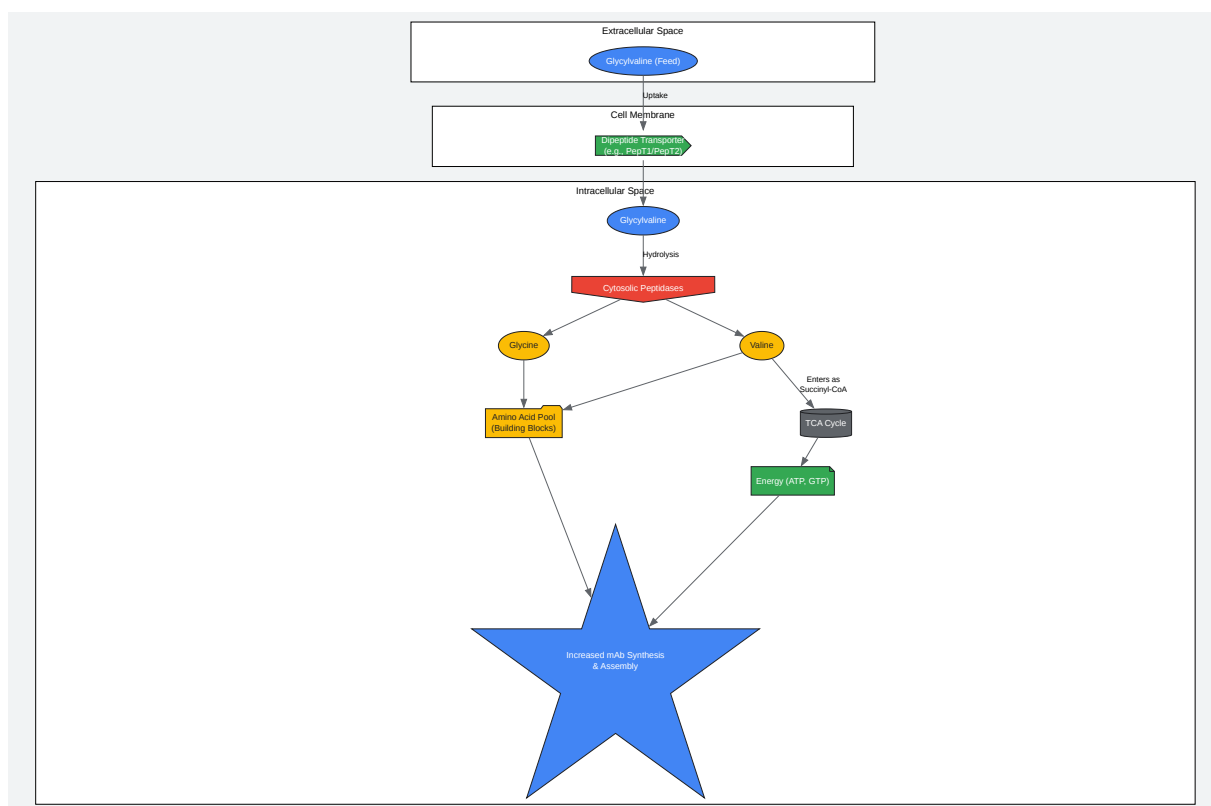 Extracellular Space
Glycylvaline (Feed)
Uptake
Cell Membrane
Dipeptide Transporter
(e.g., PepT1/PepT2)
Intracellular Space
Glycylvaline
Hydrolysis
Cytosolic Peptidases
Glycine
Valine
Enters as
Succinyl-CoA
Amino Acid Pool
(Building Blocks)
TCA Cycle
Energy (ATP, GTP)
Increased mAb Synthesis
& Assembly